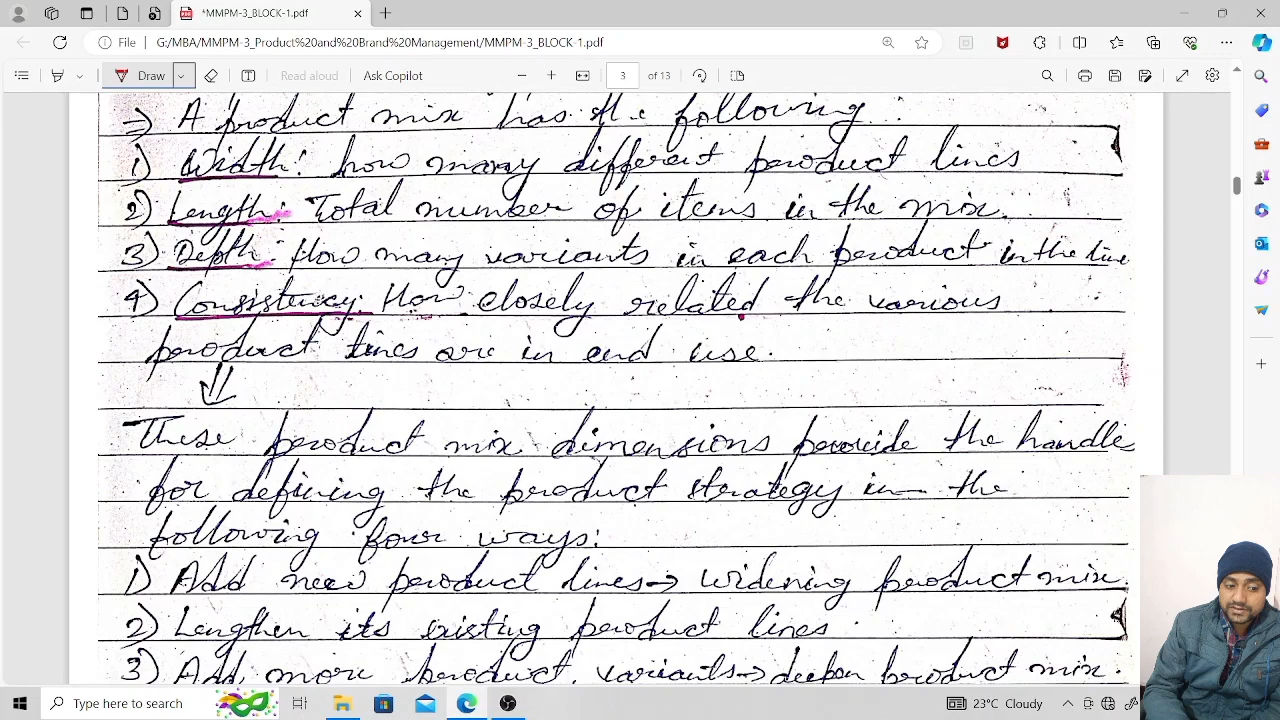 *MMPM-3_BLOCK-1.pdf
File G:/MBA/MMPM-3_Product%20and%20Brand%20Management/MMPM-3_BLOCK-1.pdf
Draw Read aloud Ask Copilot 3 of 13
=> A product mix has the following :
1) Width: how many different product lines
2) Length: Total number of items in the mix.
3) Depth: How many variants in each product in the line
4) Consistency: How closely related the various
product lines are in end use.
These product mix dimensions provide the handle
for defining the product strategy in the
following four ways:
1) Add new product lines → widening product mix.
2) Lengthen its existing product lines
3) Add more product variants → deepen product mix.
Type here to search 23°C Cloudy